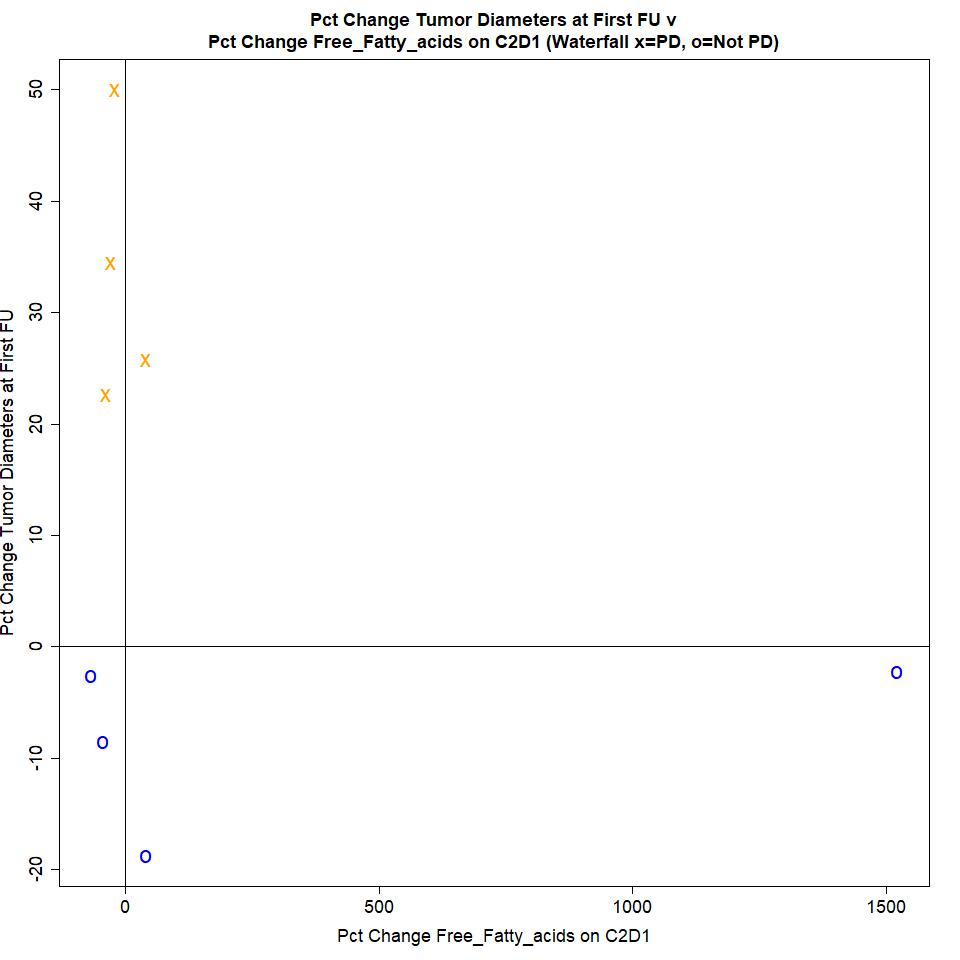 Pct Change Tumor Diameters at First FU v
Pct Change Free_Fatty_acids on C2D1 (Waterfall x=PD, o=Not PD)
Pct Change Tumor Diameters at First FU
50
40
30
20
10
0
-10
-20
X
X
X
X
O
O
O
O
0
500
1000
1500
Pct Change Free_Fatty_acids on C2D1